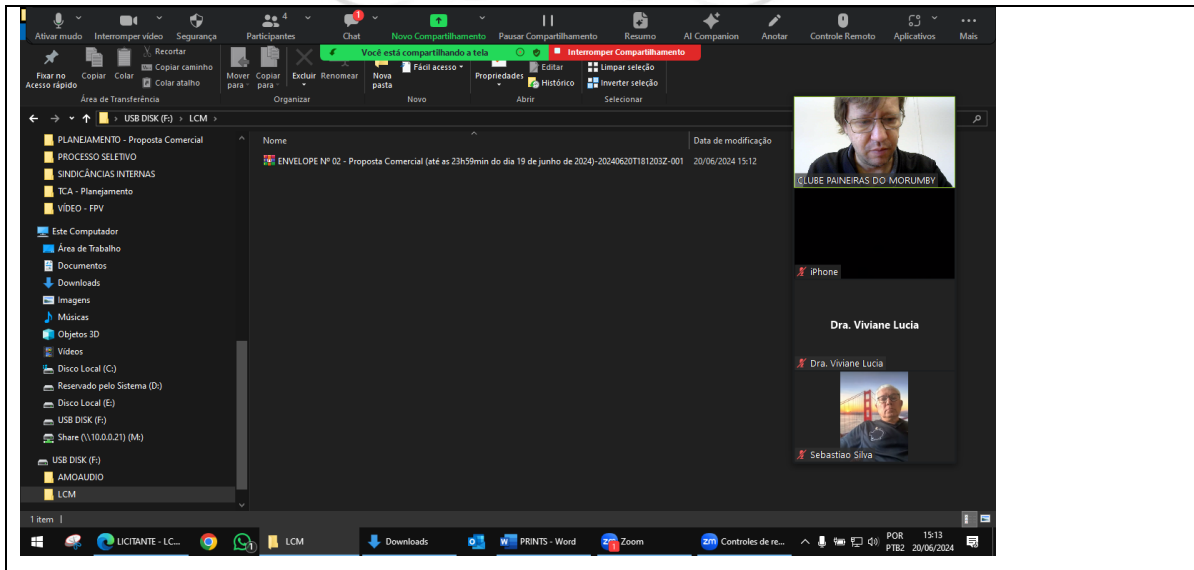 4
1
Ativar mudo Interromper vídeo Segurança Participantes Chat Novo Compartilhamento Pausar Compartilhamento Resumo AI Companion Anotar Controle Remoto Aplicativos Mais
Você está compartilhando a tela Interromper Compartilhamento
Fixar no
Acesso rápido
Copiar
Colar
Recortar
Copiar caminho
Colar atalho
Mover
para
Copiar
para
Excluir
Renomear
Nova
pasta
Fácil acesso
Propriedades
Editar
Histórico
Limpar seleção
Inverter seleção
Área de Transferência Organizar Novo Abrir Selecionar
USB DISK (F:) LCM
PLANEJAMENTO - Proposta Comercial
PROCESSO SELETIVO
SINDICÂNCIAS INTERNAS
TCA - Planejamento
VÍDEO - FPV
Este Computador
Área de Trabalho
Documentos
Downloads
Imagens
Músicas
Objetos 3D
Vídeos
Disco Local (C:)
Reservado pelo Sistema (D:)
Disco Local (E:)
USB DISK (F:)
Share (\\10.0.0.21) (M:)
USB DISK (F:)
AMOAUDIO
LCM
Nome Data de modificação
ENVELOPE Nº 02 - Proposta Comercial (até as 23h59min do dia 19 de junho de 2024)-20240620T181203Z-001 20/06/2024 15:12
CLUBE PAINEIRAS DO MORUMBY
iPhone
Dra. Viviane Lucia
Dra. Viviane Lucia
Sebastiao Silva
1 item
LICITANTE - LC... 1 LCM Downloads PRINTS - Word Zoom Controles de re...
POR 15:13
PTB2 20/06/2024